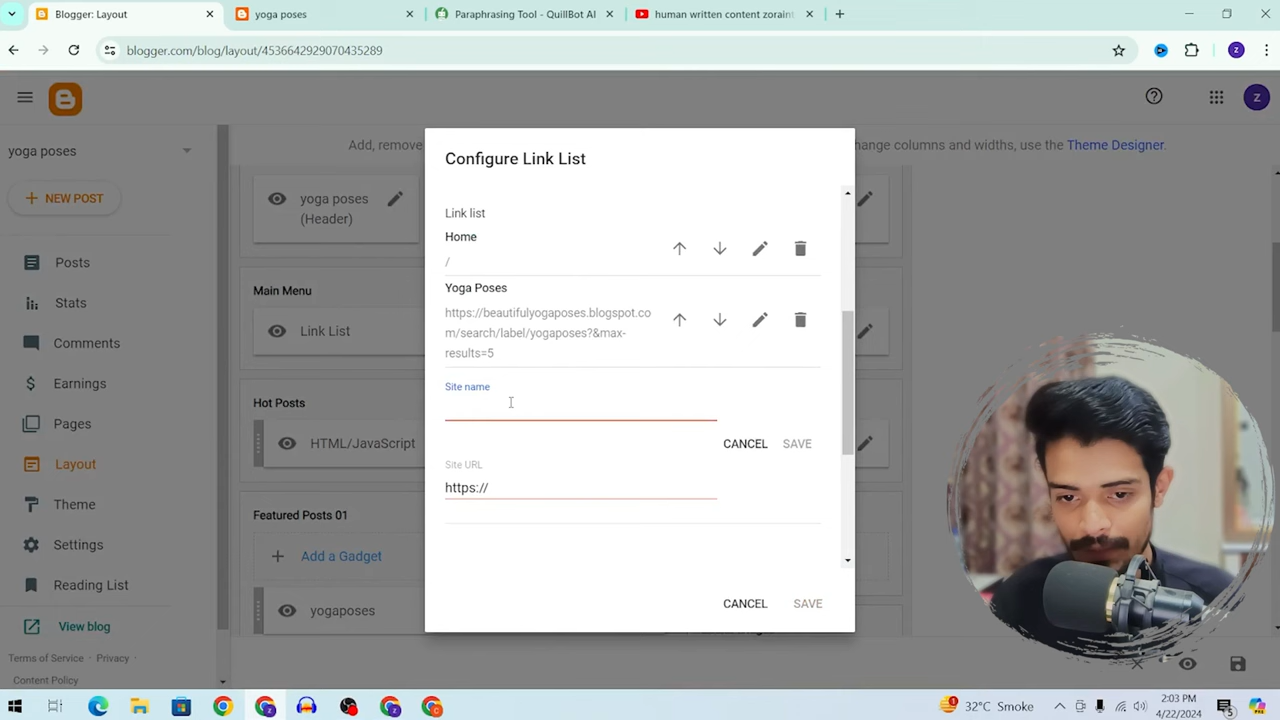 Blogger: Layout
yoga poses
Paraphrasing Tool - QuillBot AI
human written content zoraint
blogger.com/blog/layout/4536642929070435289
z
z
yoga poses
NEW POST
Posts
Stats
Comments
Earnings
Pages
Layout
Theme
Settings
Reading List
View blog
Terms of Service · Privacy ·
Content Policy
Add, remove
change columns and widths, use the Theme Designer.
yoga poses
(Header)
Main Menu
Link List
Hot Posts
HTML/JavaScript
Featured Posts 01
Add a Gadget
yogaposes
Configure Link List
Link list
Home
/
Yoga Poses
https://beautifulyogaposes.blogspot.co
m/search/label/yogaposes?&max-
results=5
Site name
CANCEL SAVE
Site URL
https://
CANCEL SAVE
32°C Smoke
2:03 PM
4/22/2024
5